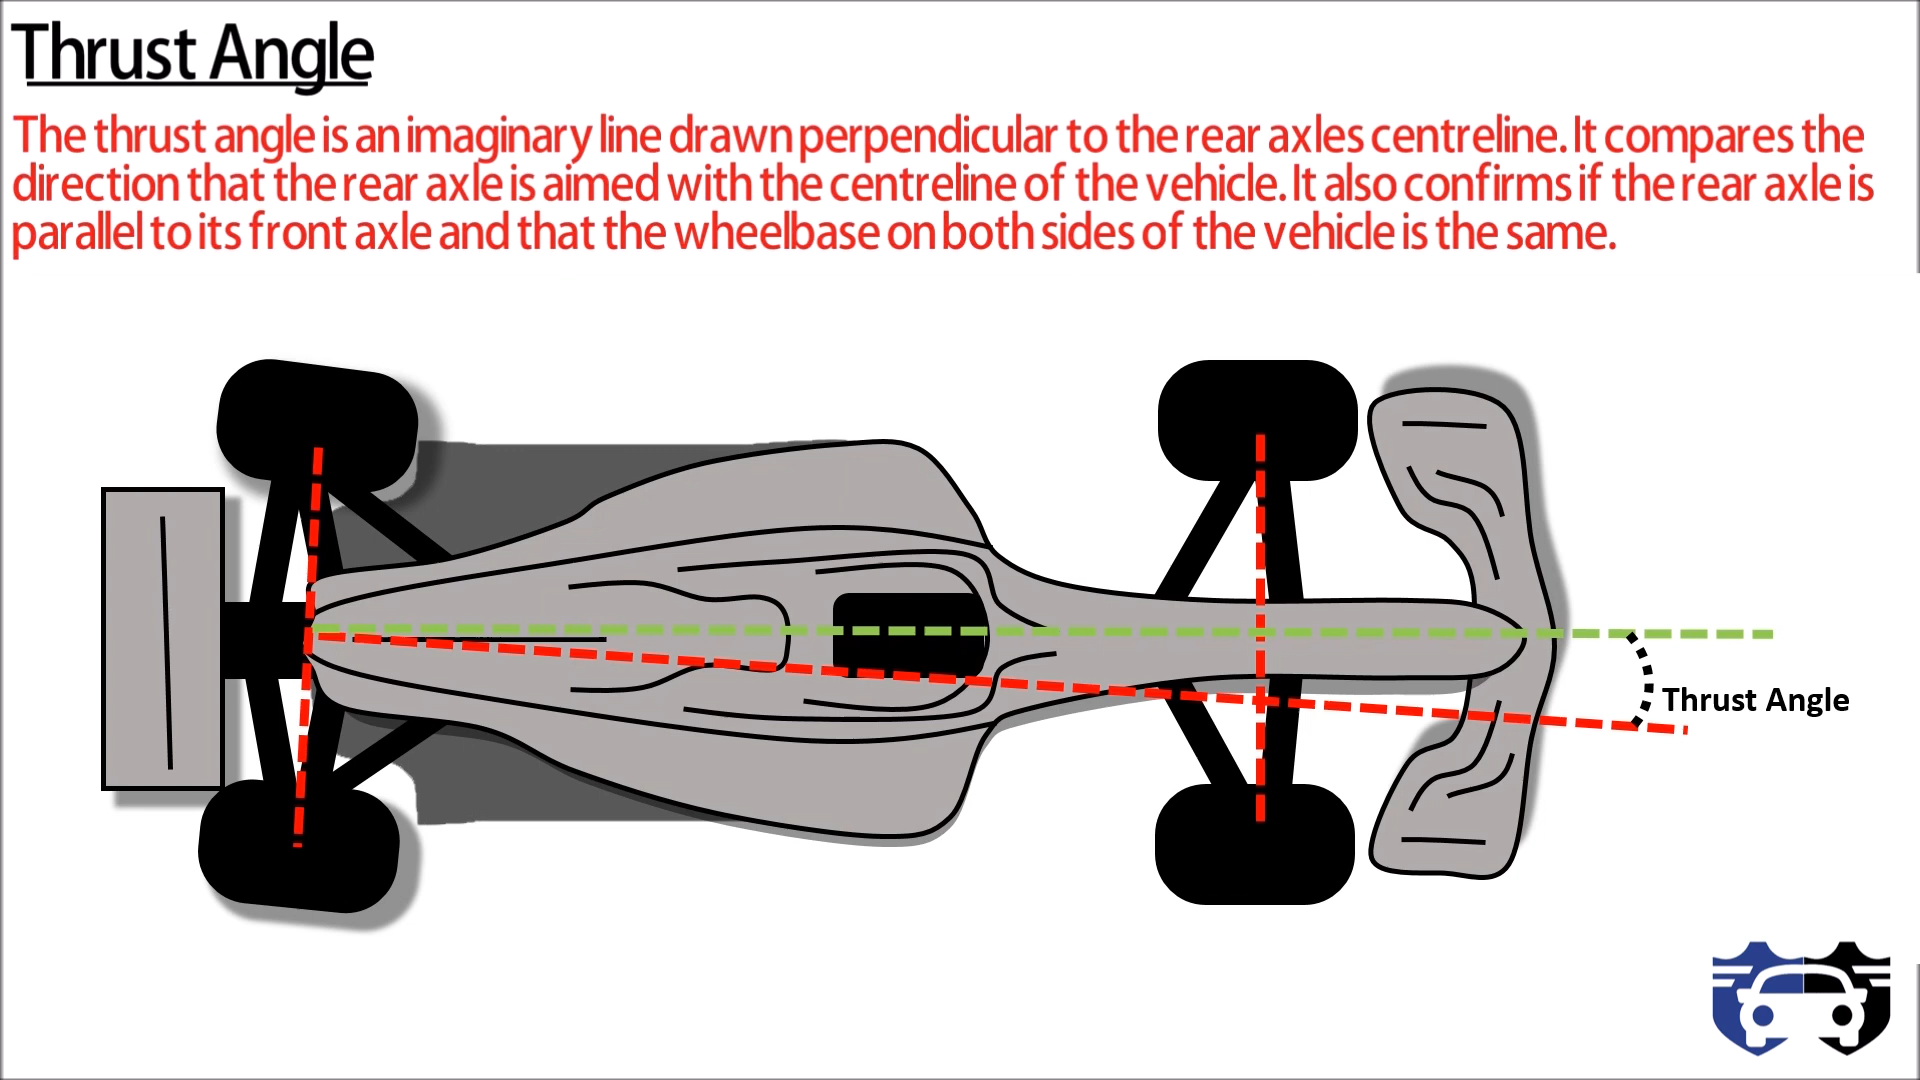 Thrust Angle
The thrust angle is an imaginary line drawn perpendicular to the rear axles centreline. It compares the
direction that the rear axle is aimed with the centreline of the vehicle. It also confirms if the rear axle is
parallel to its front axle and that the wheelbase on both sides of the vehicle is the same.
Thrust Angle